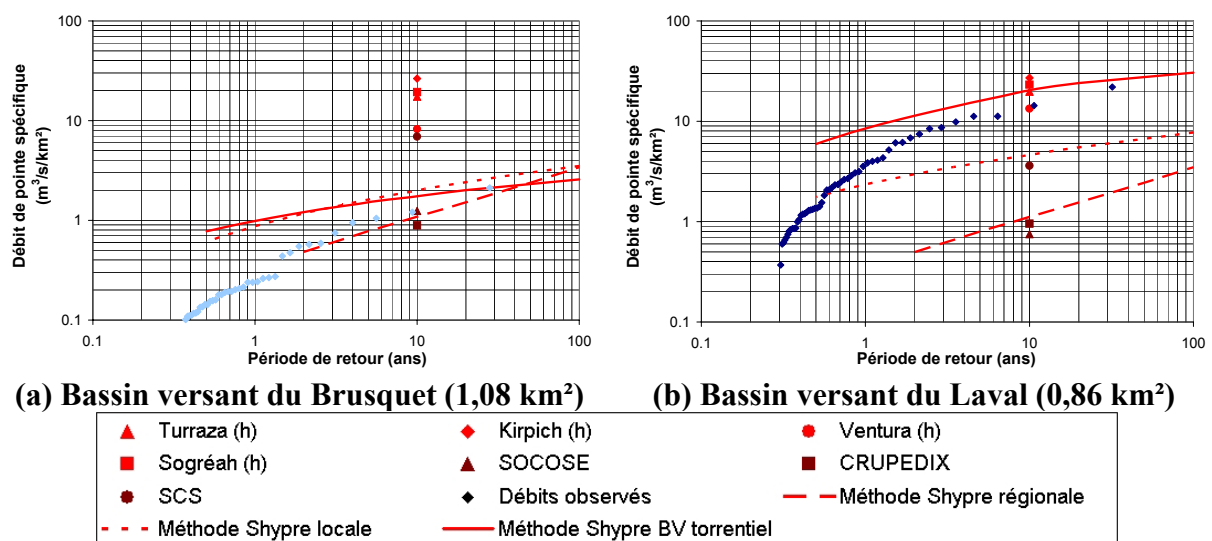 Débit de pointe spécifique
(m³/s/km²)
100
10
1
0.1
0.1
1
10
100
Période de retour (ans)
(a) Bassin versant du Brusquet (1,08 km²)
Débit de pointe spécifique
(m³/s/km²)
100
10
1
0.1
0.1
1
10
100
Période de retour (ans)
(b) Bassin versant du Laval (0,86 km²)
Turraza (h)
Kirpich (h)
Ventura (h)
Sogréah (h)
SOCOSE
CRUPEDIX
SCS
Débits observés
Méthode Shypre régionale
Méthode Shypre locale
Méthode Shypre BV torrentiel